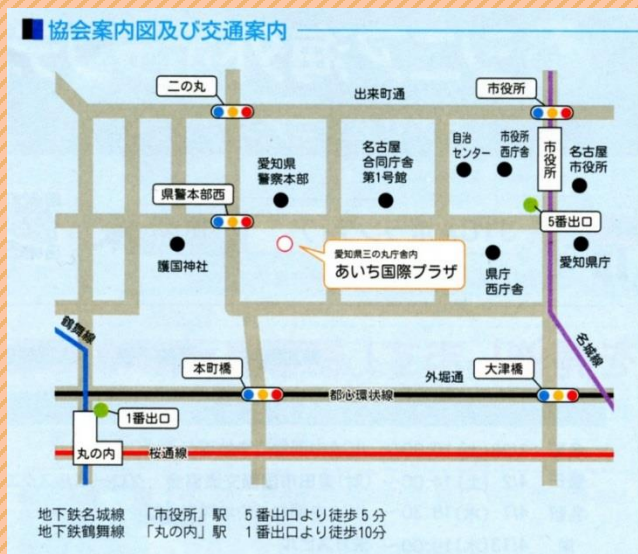 協会案内図及び交通案内
二の丸
出来町通
市役所
愛知県
警察本部
名古屋
合同庁舎
第1号館
自治
センター
市役所
西庁舎
市役所
名古屋
市役所
県警本部西
5番出口
護国神社
愛知県三の丸庁舎内
あいち国際プラザ
県庁
西庁舎
愛知県庁
鶴舞線
名城線
本町橋
外堀通
大津橋
都心環状線
1番出口
丸の内
桜通線
地下鉄名城線 「市役所」駅 5番出口より徒歩5分
地下鉄鶴舞線 「丸の内」駅 1番出口より徒歩10分